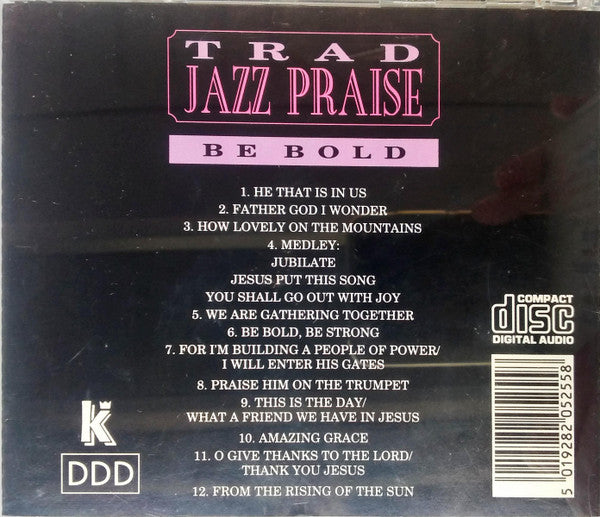 TRAD
JAZZ PRAISE
BE BOLD
1. HE THAT IS IN US
2. FATHER GOD I WONDER
3. HOW LOVELY ON THE MOUNTAINS
4. MEDLEY:
JUBILATE
JESUS PUT THIS SONG
YOU SHALL GO OUT WITH JOY
5. WE ARE GATHERING TOGETHER
6. BE BOLD, BE STRONG
7. FOR I'M BUILDING A PEOPLE OF POWER/
I WILL ENTER HIS GATES
8. PRAISE HIM ON THE TRUMPET
9. THIS IS THE DAY/
WHAT A FRIEND WE HAVE IN JESUS
10. AMAZING GRACE
11. O GIVE THANKS TO THE LORD/
THANK YOU JESUS
12. FROM THE RISING OF THE SUN
COMPACT
disc
DIGITAL AUDIO
5 019282 052558
K
DDD